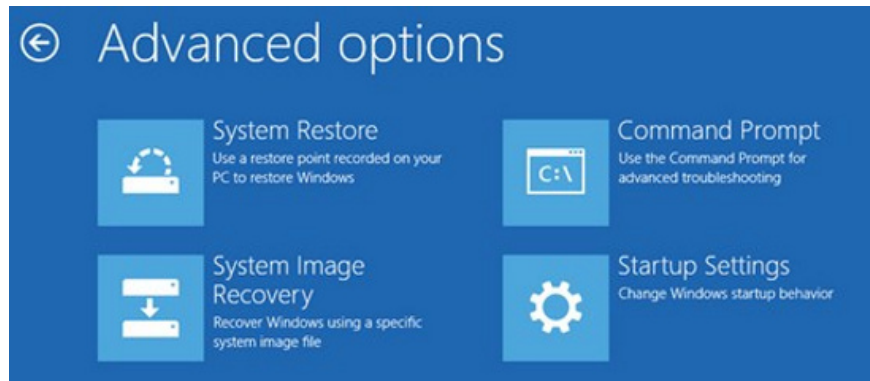 Advanced options
System Restore
Use a restore point recorded on your
PC to restore Windows
Command Prompt
Use the Command Prompt for
advanced troubleshooting
C:\
System Image
Recovery
Recover Windows using a specific
system image file
Startup Settings
Change Windows startup behavior